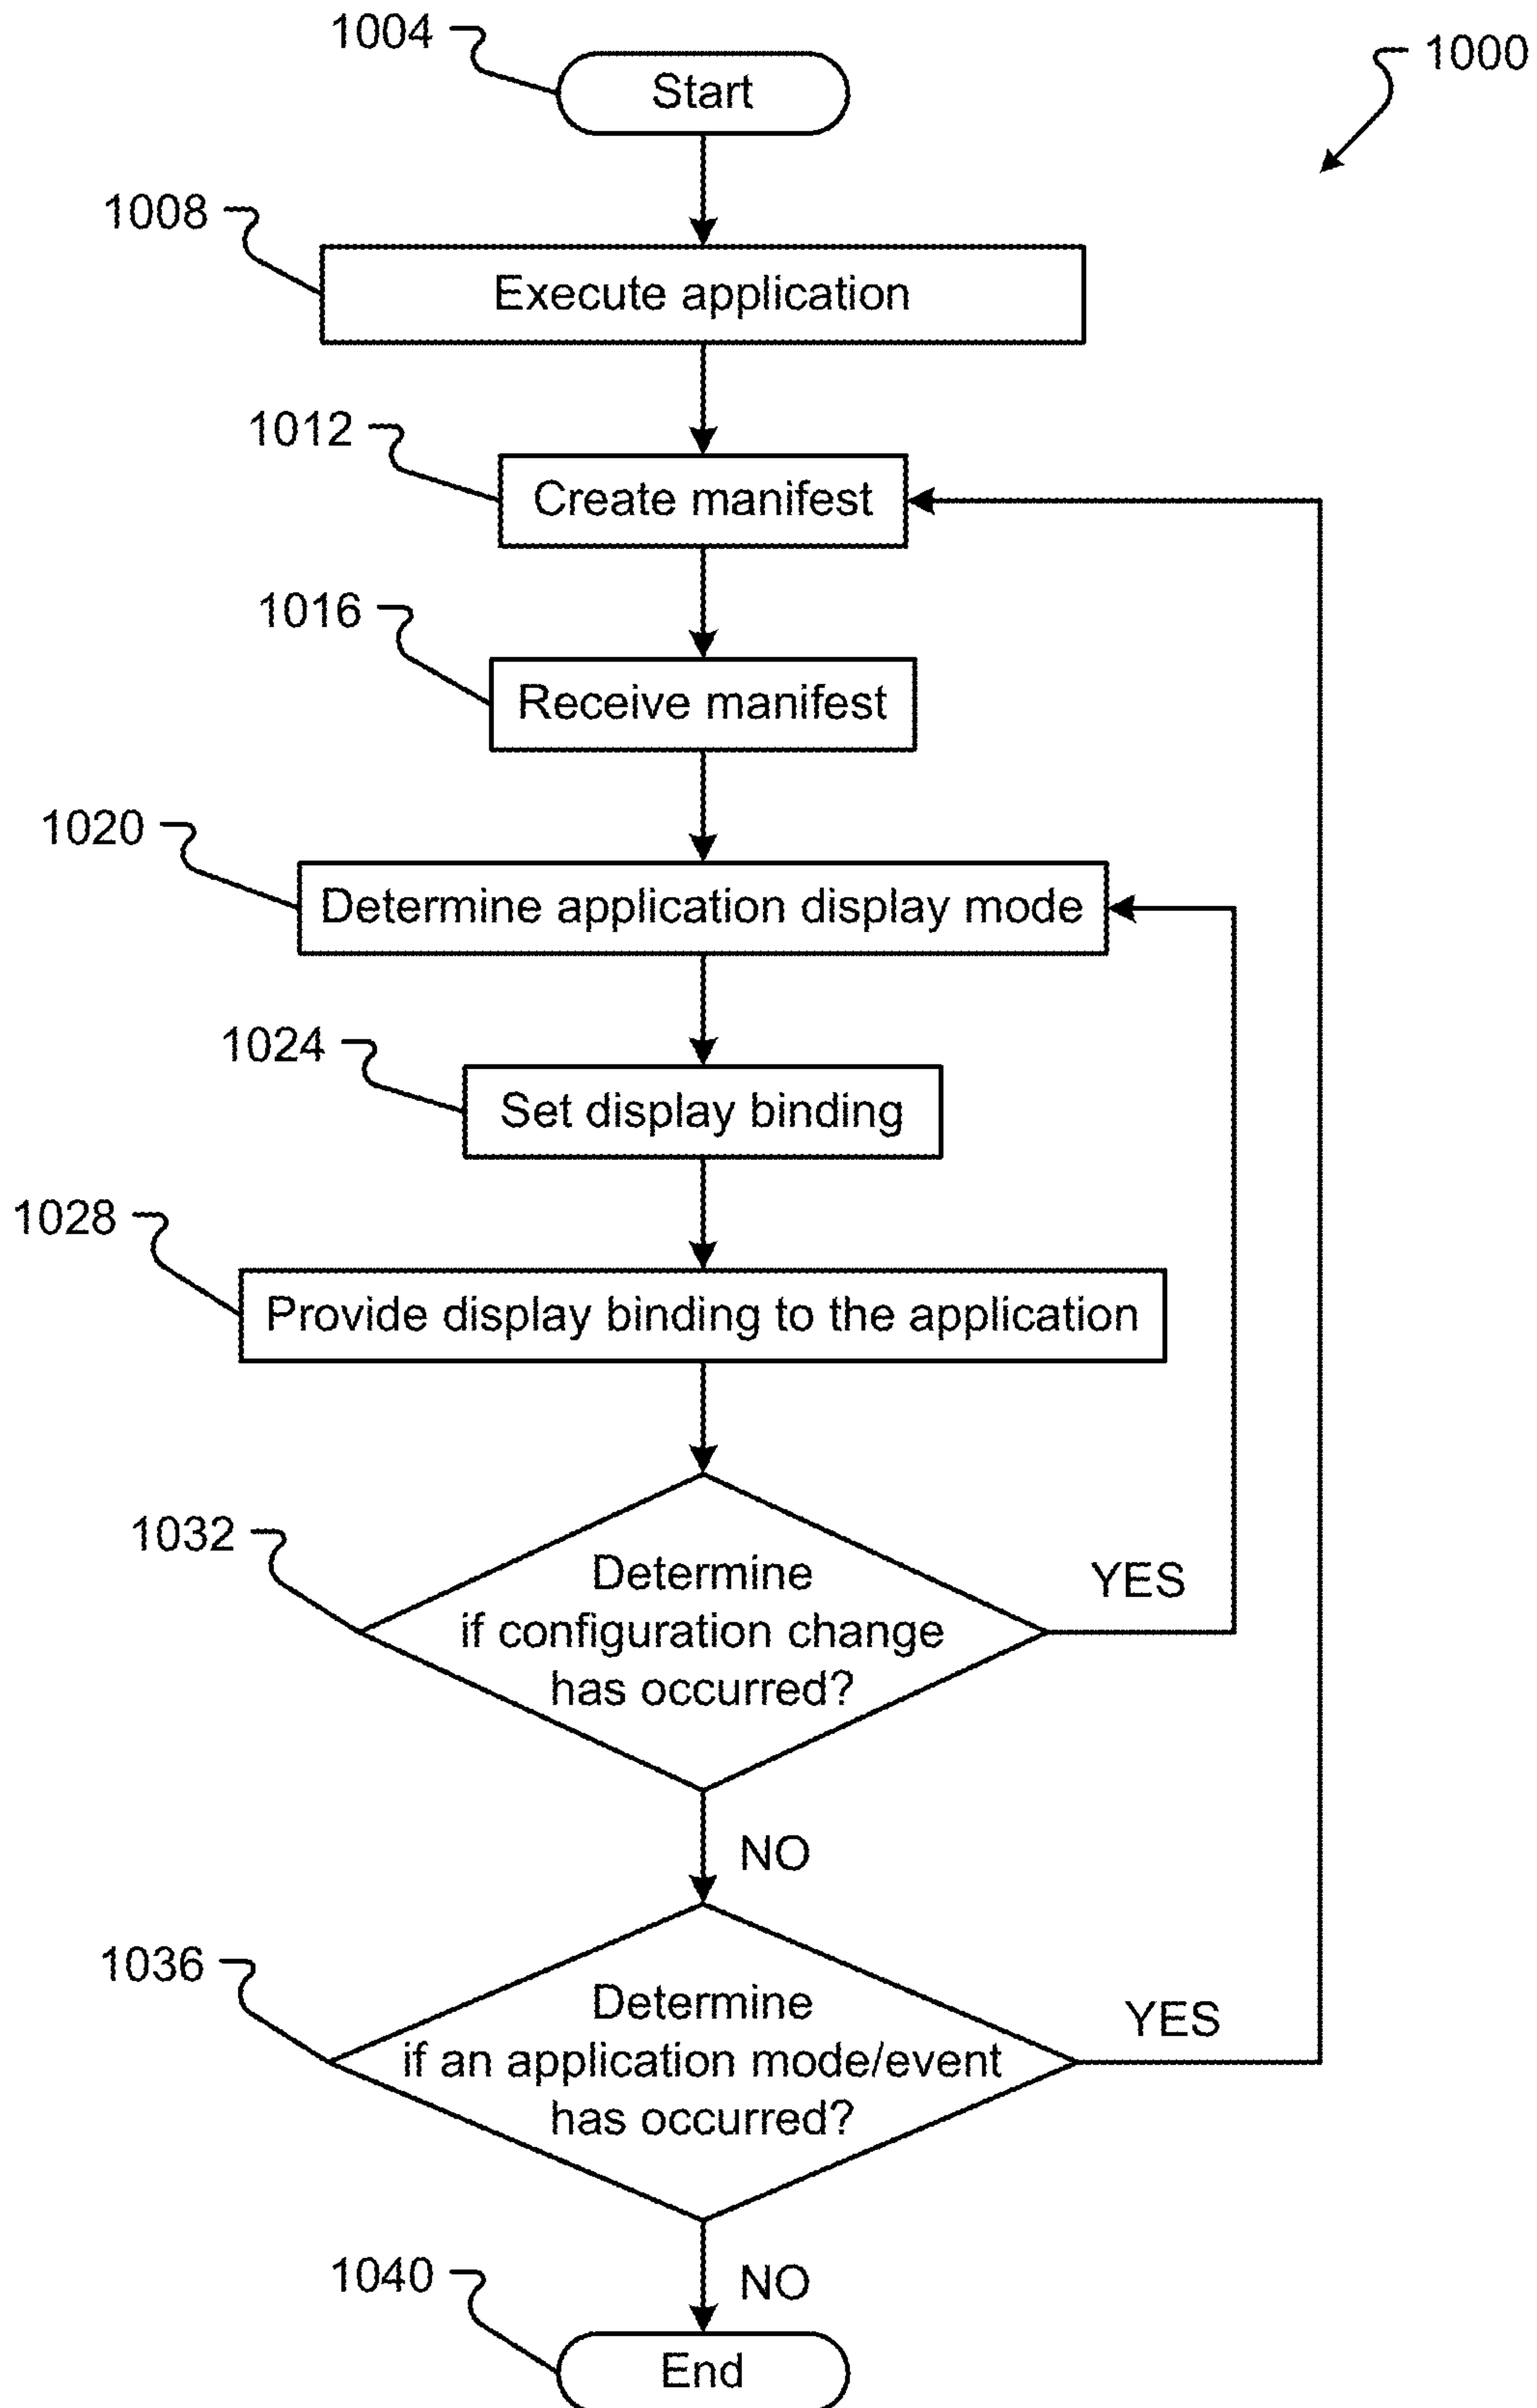 1004
Start
1000
1008
Execute application
1012
Create manifest
1016
Receive manifest
1020
Determine application display mode
1024
Set display binding
1028
Provide display binding to the application
1032
Determine
if configuration change
has occurred?
YES
NO
1036
Determine
if an application mode/event
has occurred?
YES
NO
1040
End